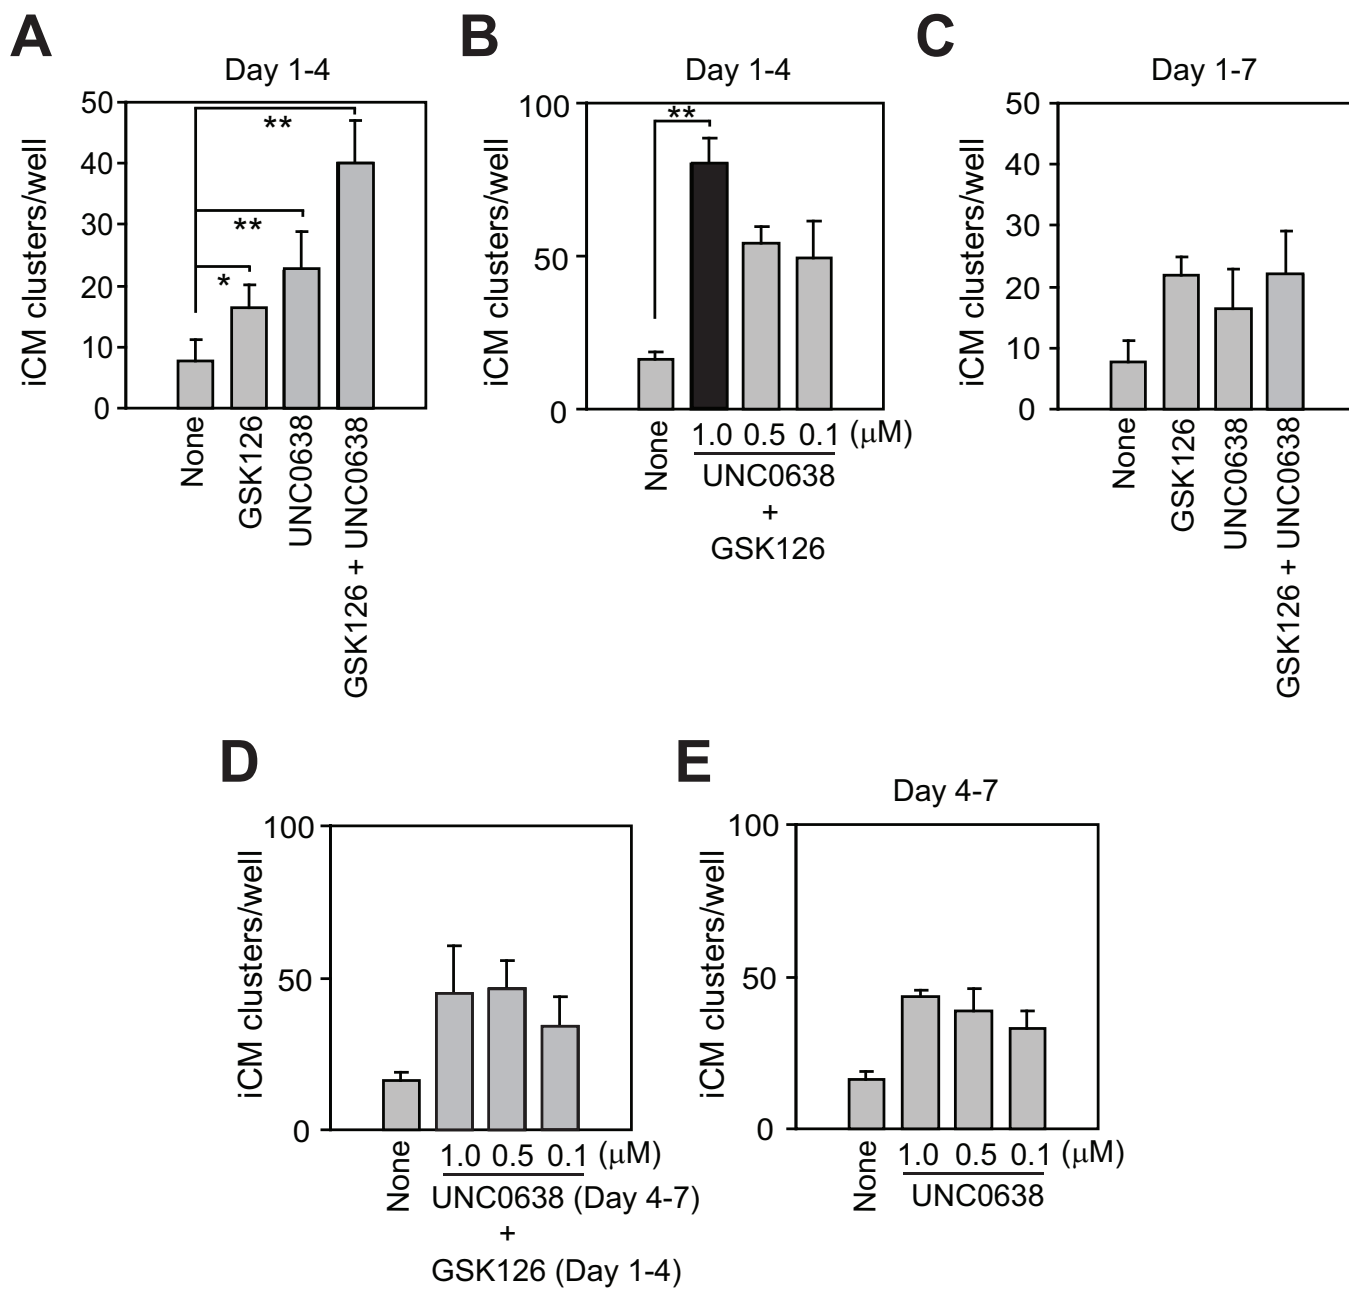 A
Day 1-4
iCM clusters/well
50
40
30
20
10
0
**
**
*
None
GSK126
UNC0638
GSK126 + UNC0638
B
Day 1-4
iCM clusters/well
100
50
0
**
None
1.0 0.5 0.1 (μM)
UNC0638
+
GSK126
C
Day 1-7
iCM clusters/well
50
40
30
20
10
0
None
GSK126
UNC0638
GSK126 + UNC0638
D
iCM clusters/well
100
50
0
None
1.0 0.5 0.1 (μM)
UNC0638 (Day 4-7)
+
GSK126 (Day 1-4)
E
Day 4-7
iCM clusters/well
100
50
0
None
1.0 0.5 0.1 (μM)
UNC0638